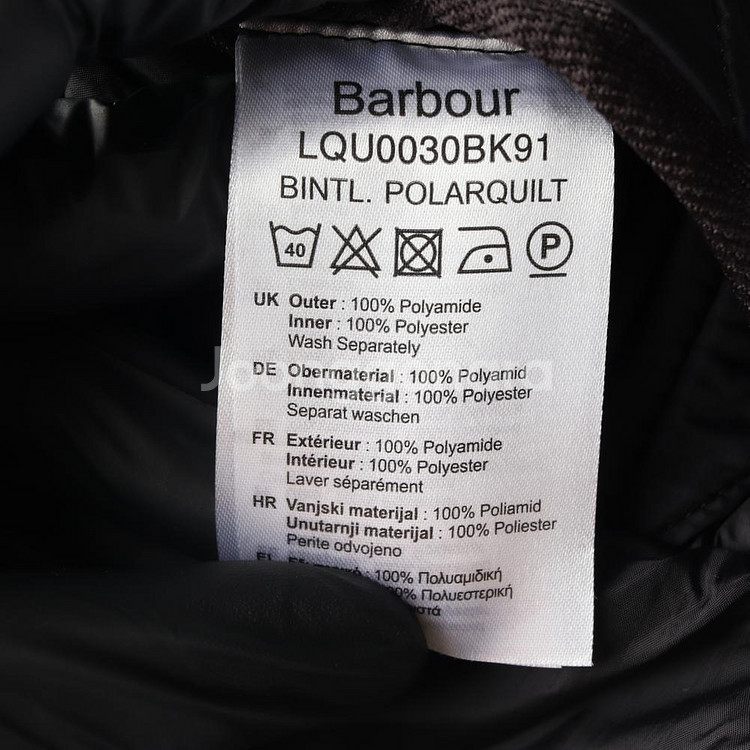 Barbour
LQU0030BK91
BINTL. POLARQUILT
40
P
UK Outer : 100% Polyamide
Inner : 100% Polyester
Wash Separately
DE Obermaterial : 100% Polyamid
Innenmaterial : 100% Polyester
Separat waschen
FR Extérieur : 100% Polyamide
Intérieur : 100% Polyester
Laver séparément
HR Vanjski materijal : 100% Poliamid
Unutarnji materijal : 100% Poliester
Perite odvojeno
: 100% Πολυαμιδική
Πολυεστερική